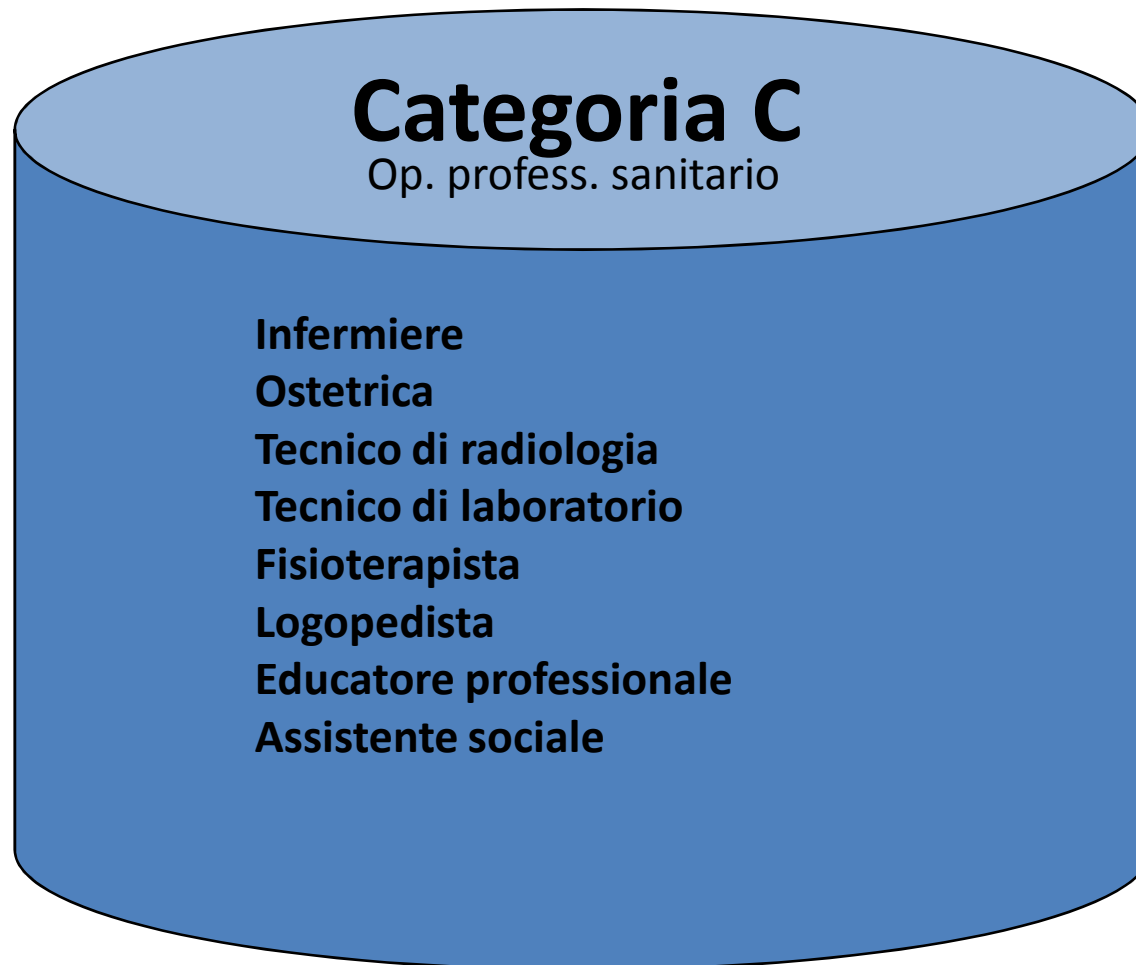 Categoria C
Op. profess. sanitario
Infermiere
Ostetrica
Tecnico di radiologia
Tecnico di laboratorio
Fisioterapista
Logopedista
Educatore professionale
Assistente sociale